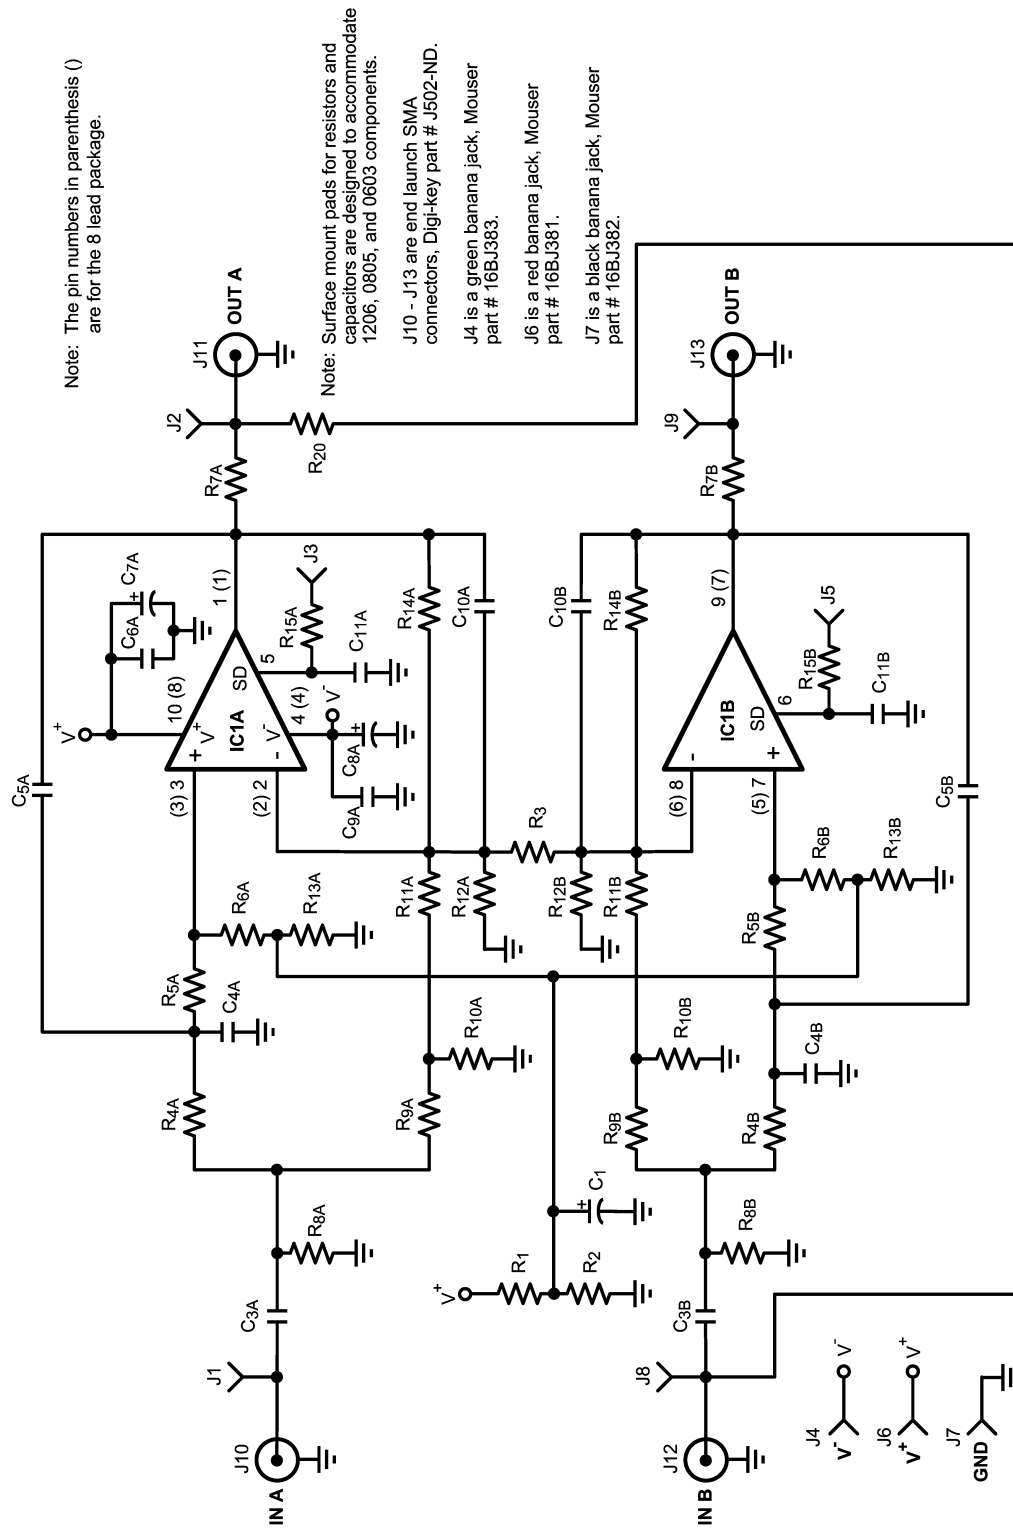 Note: The pin numbers in parenthesis ()
are for the 8 lead package.
Note: Surface mount pads for resistors and
capacitors are designed to accommodate
1206, 0805, and 0603 components.
J10 - J13 are end launch SMA
connectors, Digi-key part # J502-ND.
J4 is a green banana jack, Mouser
part # 16BJ383.
J6 is a red banana jack, Mouser
part # 16BJ381.
J7 is a black banana jack, Mouser
part # 16BJ382.
C5A
V+
C6A
+
C7A
10 (8)
V+
IC1A
SD
V-
+
-
(3) 3
(2) 2
1 (1)
5
4 (4)
V-
R15A
J3
C11A
C8A
+
C9A
R7A
J2
J11
OUT A
R20
R14A
C10A
R6A
R13A
R5A
C4A
R4A
R11A
R12A
R10A
R9A
R8A
C3A
J1
J10
IN A
R3
C10B
R14B
R12B
R11B
(6) 8
(5) 7
-
+
IC1B
SD
9 (7)
6
R15B
J5
C11B
R7B
J9
J13
OUT B
C5B
R6B
R13B
R5B
C4B
R4B
R10B
R9B
V+
R1
R2
+
C1
R8B
C3B
J8
J12
IN B
J4
V-
V-
J6
V+
V+
J7
GND